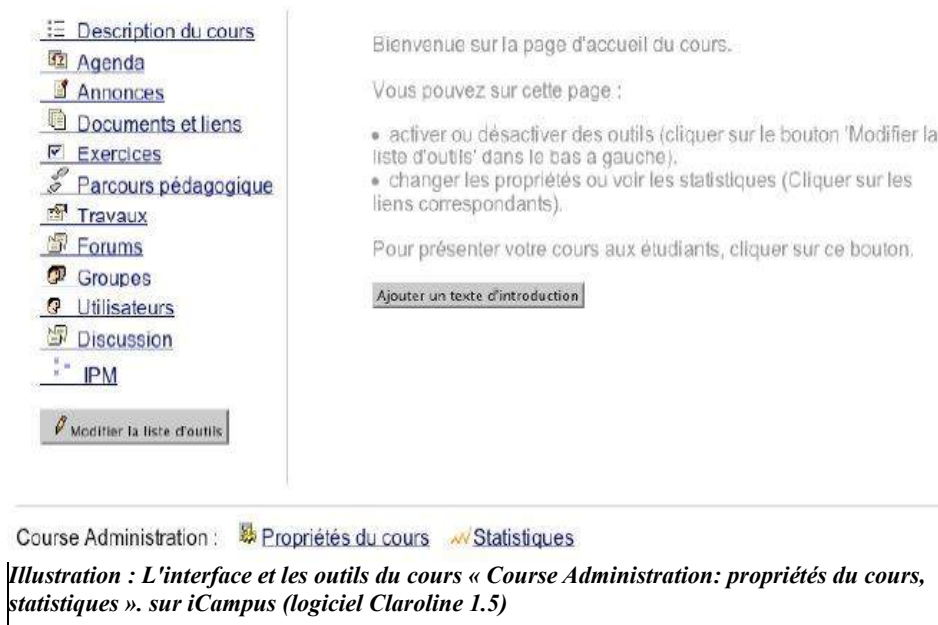 Description du cours
Agenda
Annonces
Documents et liens
Exercices
Parcours pédagogique
Travaux
Forums
Groupes
Utilisateurs
Discussion
IPM
Modifier la liste d'outils
Bienvenue sur la page d'accueil du cours.
Vous pouvez sur cette page :
• activer ou désactiver des outils (cliquer sur le bouton 'Modifier la
liste d'outils' dans le bas a gauche).
• changer les propriétés ou voir les statistiques (Cliquer sur les
liens correspondants).
Pour présenter votre cours aux étudiants, cliquer sur ce bouton.
Ajouter un texte d'introduction
Course Administration : Propriétés du cours Statistiques
Illustration : L'interface et les outils du cours « Course Administration: propriétés du cours,
statistiques ». sur iCampus (logiciel Claroline 1.5)